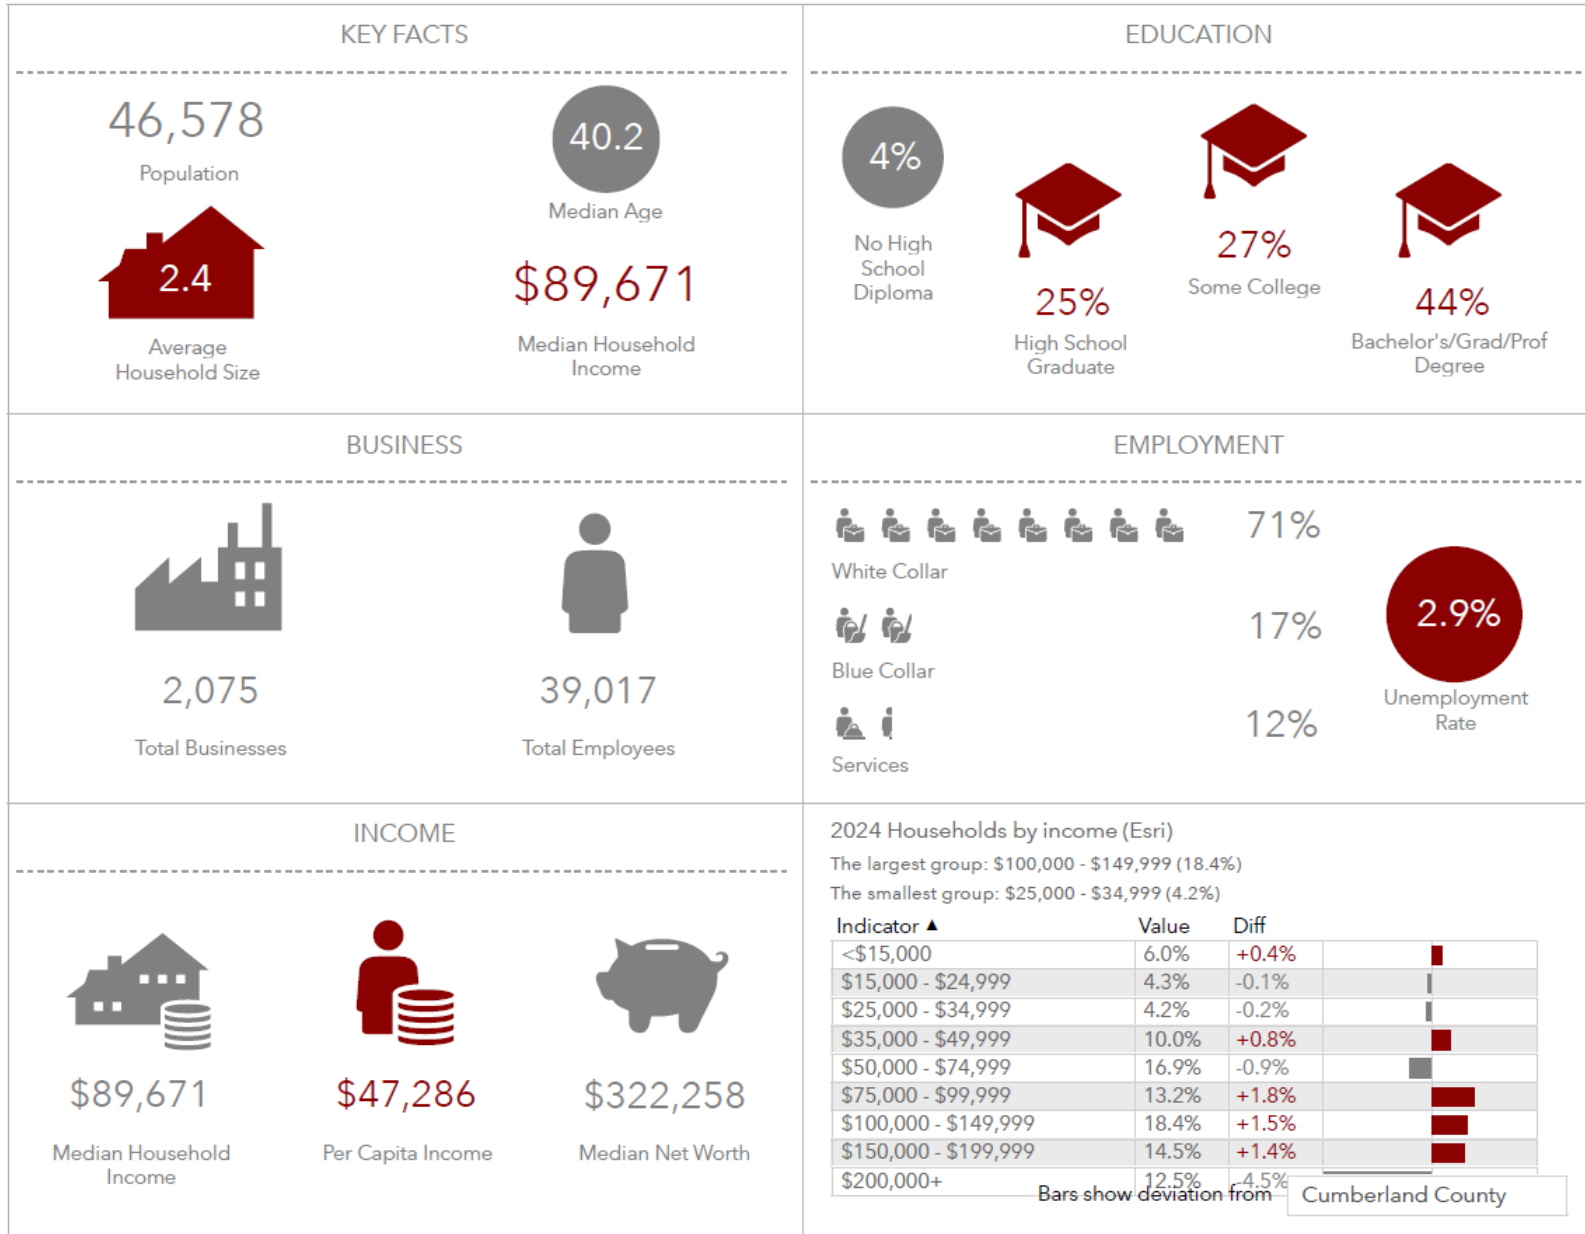 KEY FACTS
46,578
Population
40.2
Median Age
2.4
Average
Household Size
$89,671
Median Household
Income
EDUCATION
4%
No High
School
Diploma
25%
High School
Graduate
27%
Some College
44%
Bachelor's/Grad/Prof
Degree
BUSINESS
2,075
Total Businesses
39,017
Total Employees
EMPLOYMENT
71%
White Collar
17%
Blue Collar
12%
Services
2.9%
Unemployment
Rate
INCOME
$89,671
Median Household
Income
$47,286
Per Capita Income
$322,258
Median Net Worth
2024 Households by income (Esri)
The largest group: $100,000 - $149,999 (18.4%)
The smallest group: $25,000 - $34,999 (4.2%)
Indicator ▲ Value Diff
<$15,000 6.0% +0.4%
$15,000 - $24,999 4.3% -0.1%
$25,000 - $34,999 4.2% -0.2%
$35,000 - $49,999 10.0% +0.8%
$50,000 - $74,999 16.9% -0.9%
$75,000 - $99,999 13.2% +1.8%
$100,000 - $149,999 18.4% +1.5%
$150,000 - $199,999 14.5% +1.4%
$200,000+ 12.5% -4.5%
Bars show deviation from Cumberland County